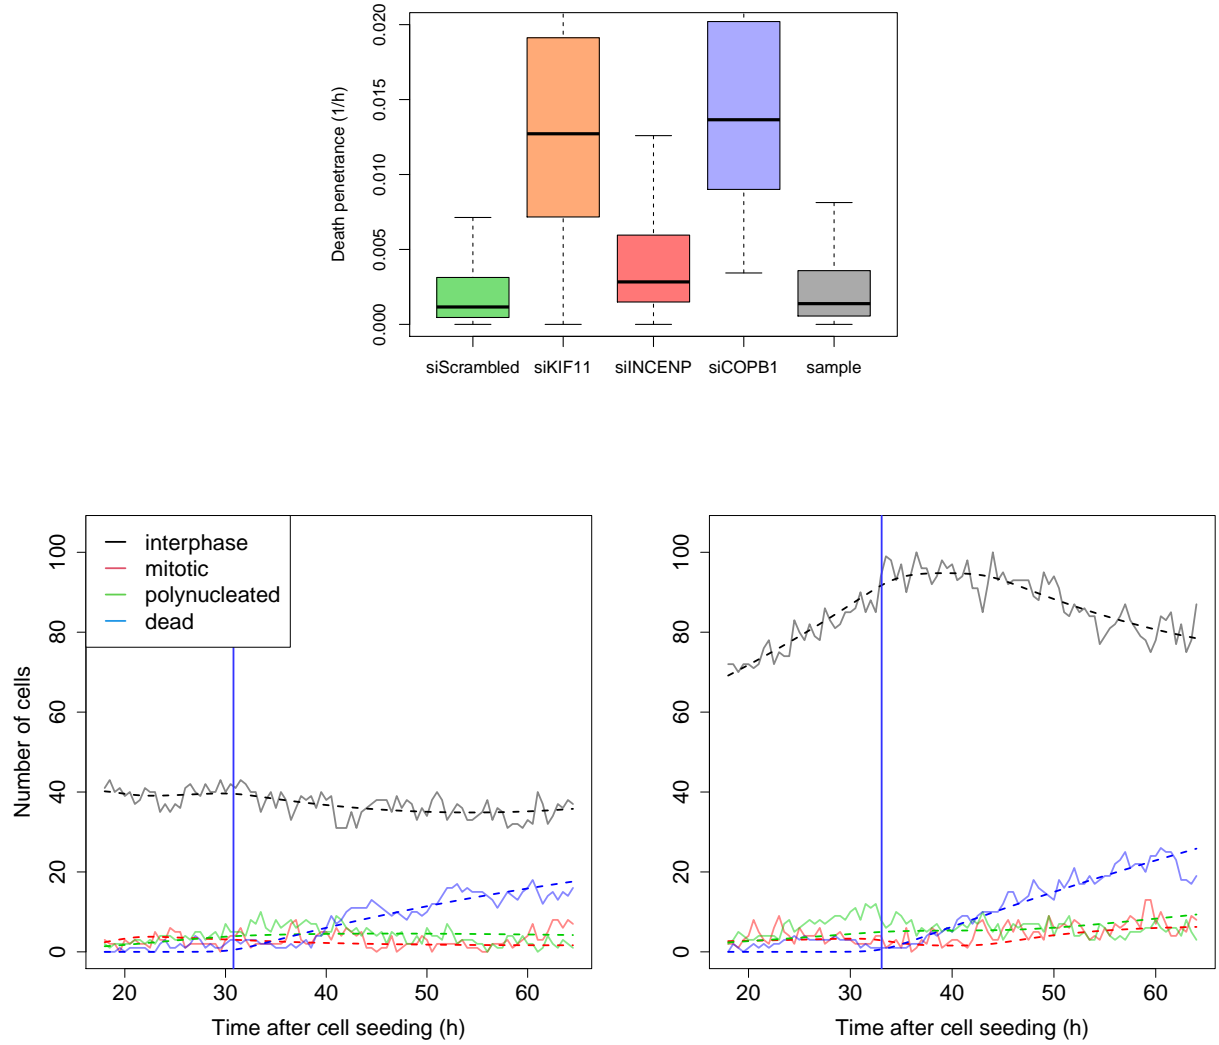 Death penetrance (1/h)
0.020
0.015
0.010
0.005
0.000
siScrambled siKIF11 siINCENP siCOPB1 sample
Number of cells
100
80
60
40
20
0
interphase
mitotic
polynucleated
dead
20 30 40 50 60
Time after cell seeding (h)
100
80
60
40
20
0
20 30 40 50 60
Time after cell seeding (h)